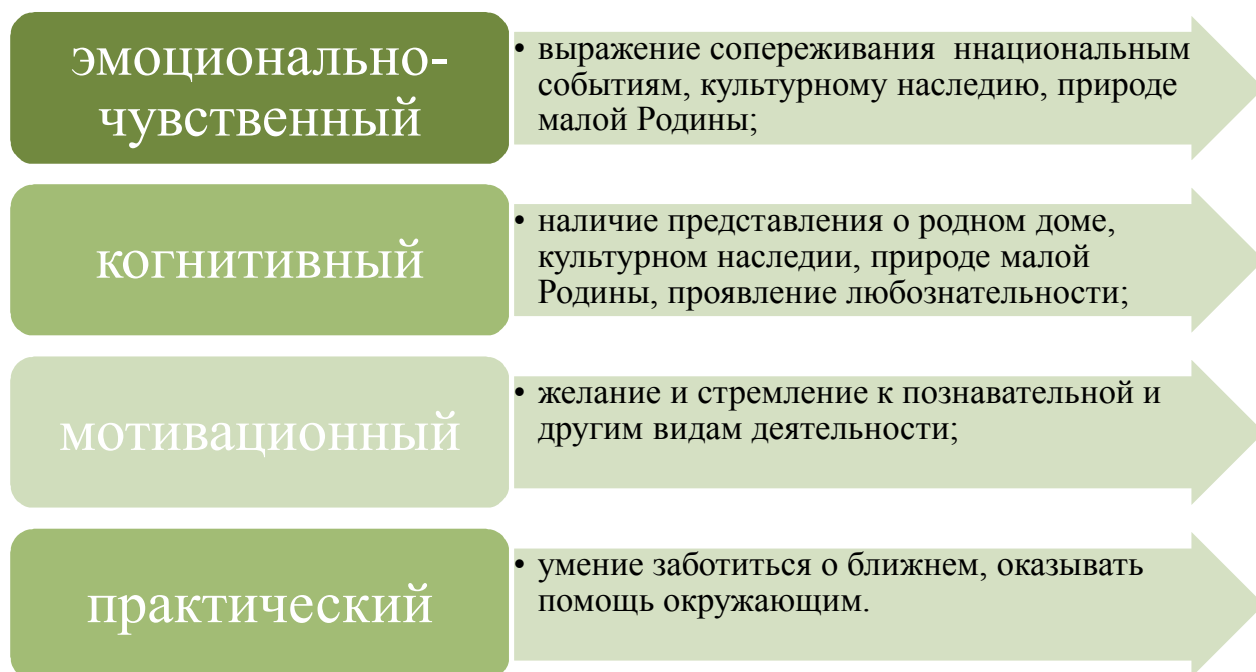 эмоционально-
чувственный
• выражение сопереживания ннациональным
событиям, культурному наследию, природе
малой Родины;
когнитивный
• наличие представления о родном доме,
культурном наследии, природе малой
Родины, проявление любознательности;
мотивационный
• желание и стремление к познавательной и
другим видам деятельности;
практический
• умение заботиться о ближнем, оказывать
помощь окружающим.